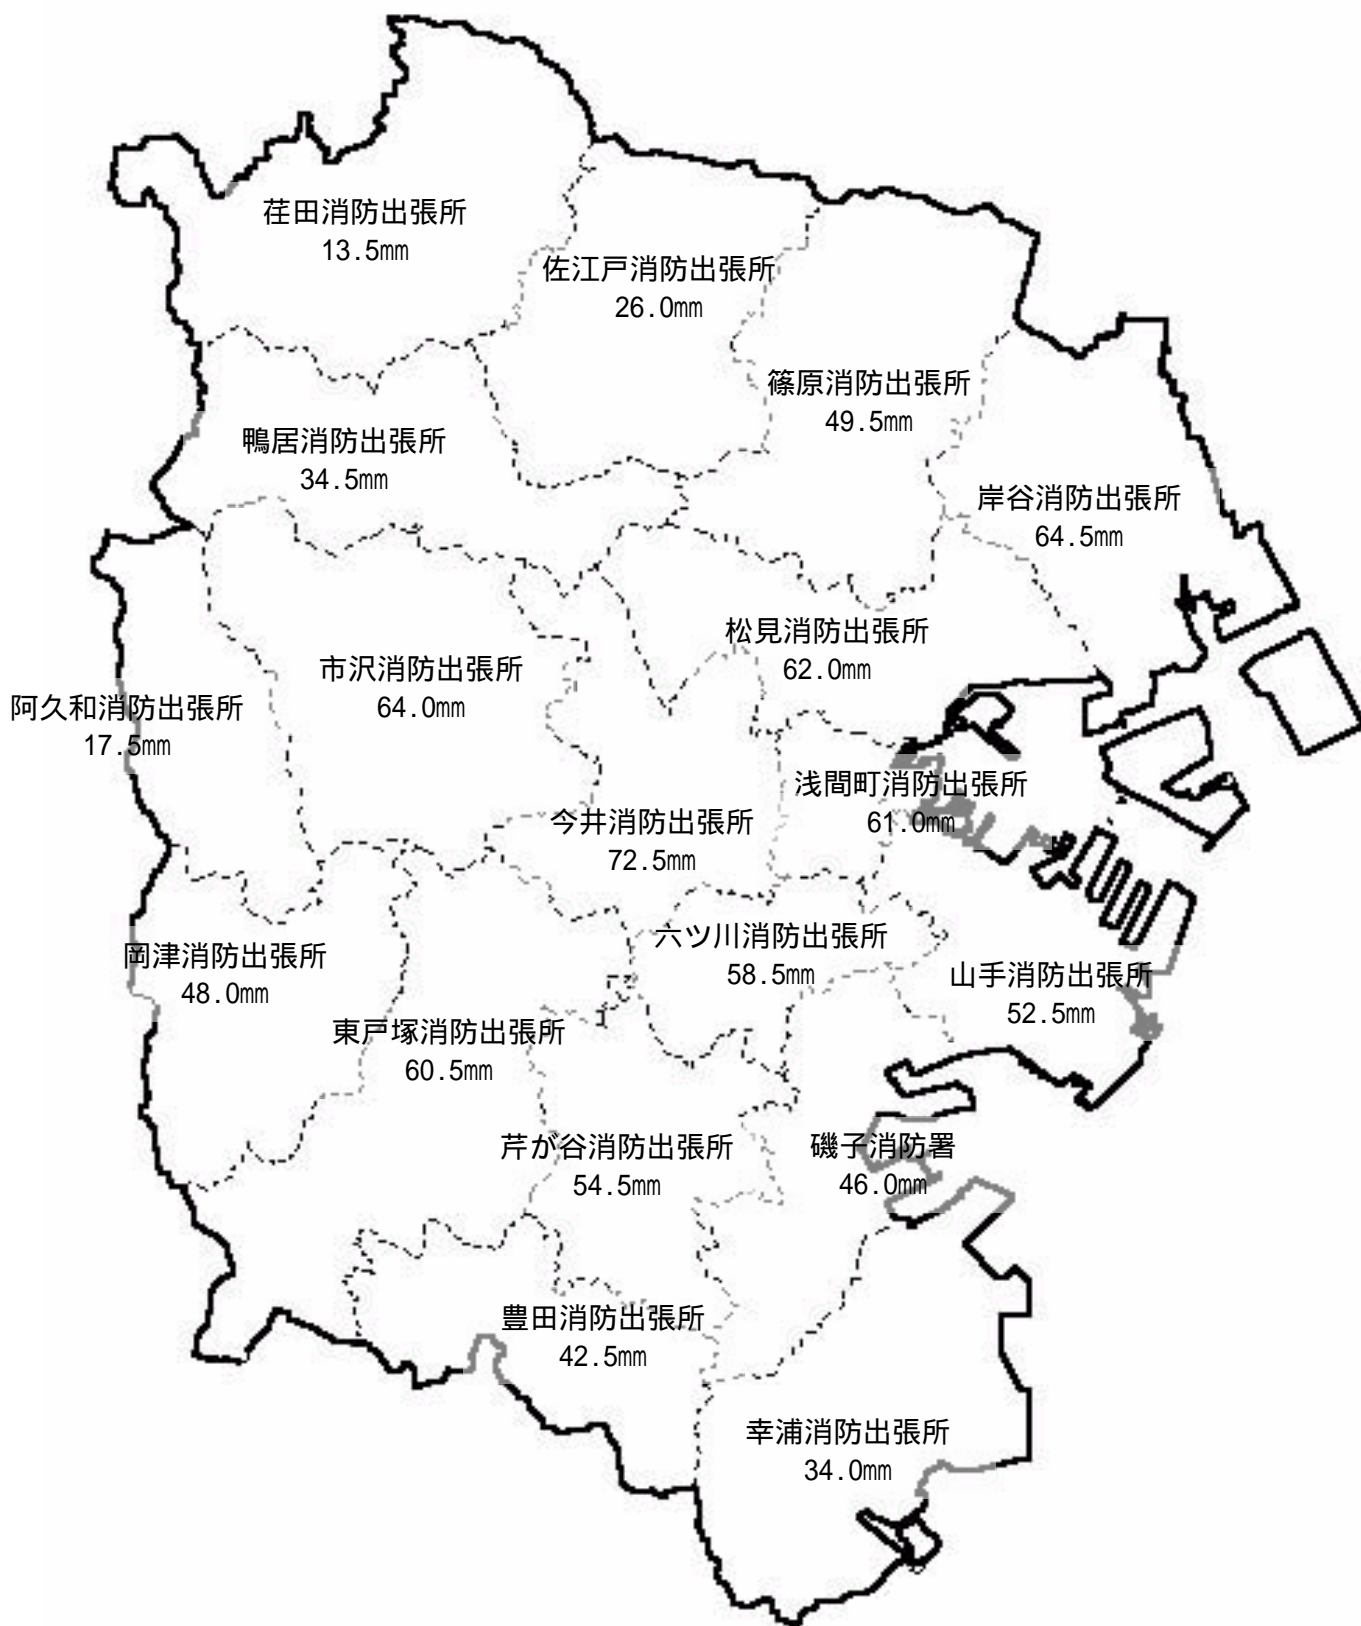 荏田消防出張所
13.5mm
佐江戸消防出張所
26.0mm
篠原消防出張所
49.5mm
鴨居消防出張所
34.5mm
岸谷消防出張所
64.5mm
松見消防出張所
62.0mm
市沢消防出張所
64.0mm
阿久和消防出張所
17.5mm
浅間町消防出張所
61.0mm
今井消防出張所
72.5mm
六ツ川消防出張所
58.5mm
岡津消防出張所
48.0mm
山手消防出張所
52.5mm
東戸塚消防出張所
60.5mm
芹が谷消防出張所
54.5mm
磯子消防署
46.0mm
豊田消防出張所
42.5mm
幸浦消防出張所
34.0mm